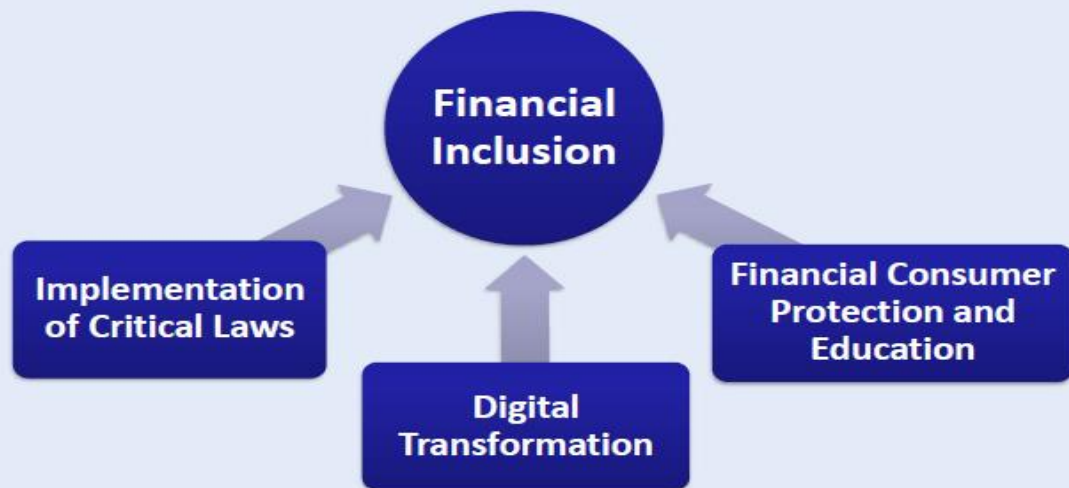 Financial
Inclusion
Implementation
of Critical Laws
Digital
Transformation
Financial Consumer
Protection and
Education